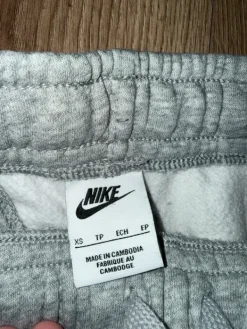 NIKE
XS TP ECH EP
MADE IN CAMBODIA
FABRIQUE AU
CAMBODGE